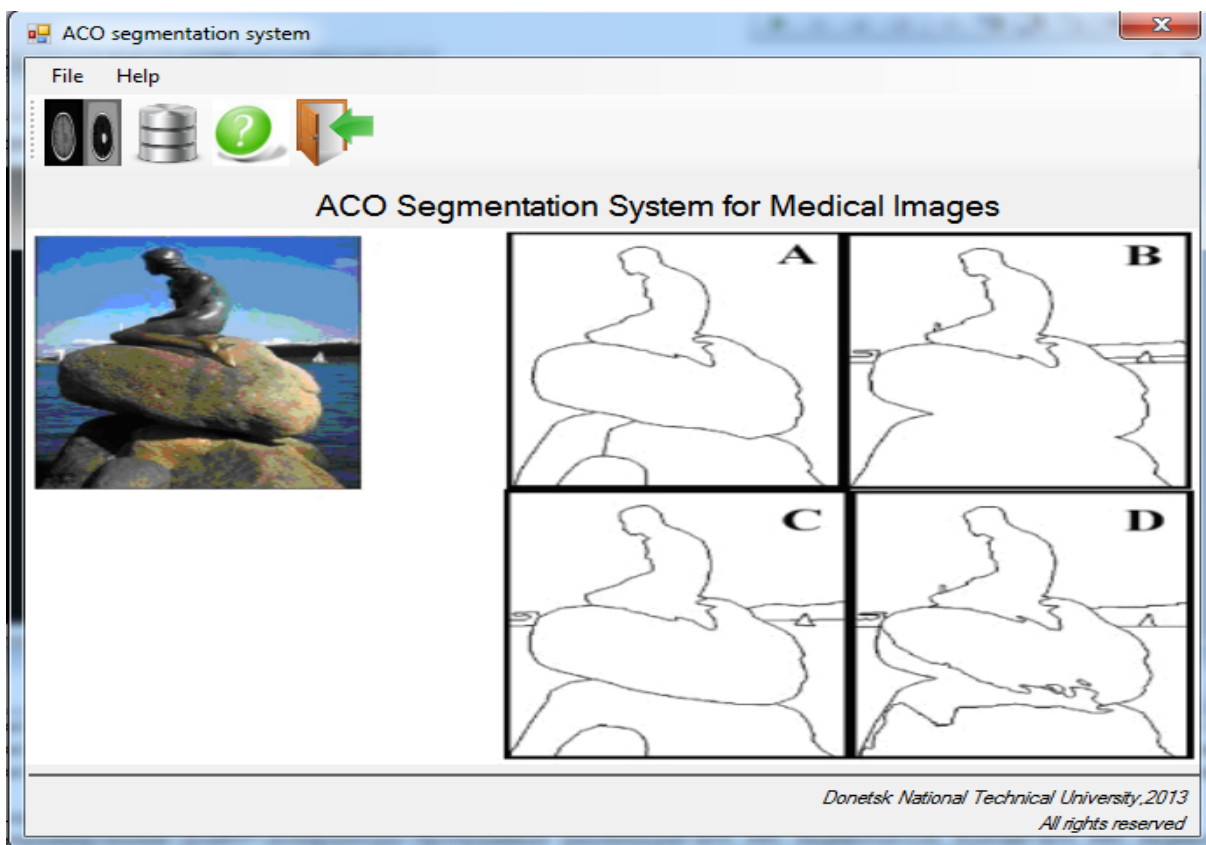 ACO segmentation system
File Help
ACO Segmentation System for Medical Images
A B
C D
Donetsk National Technical University,2013
All rights reserved